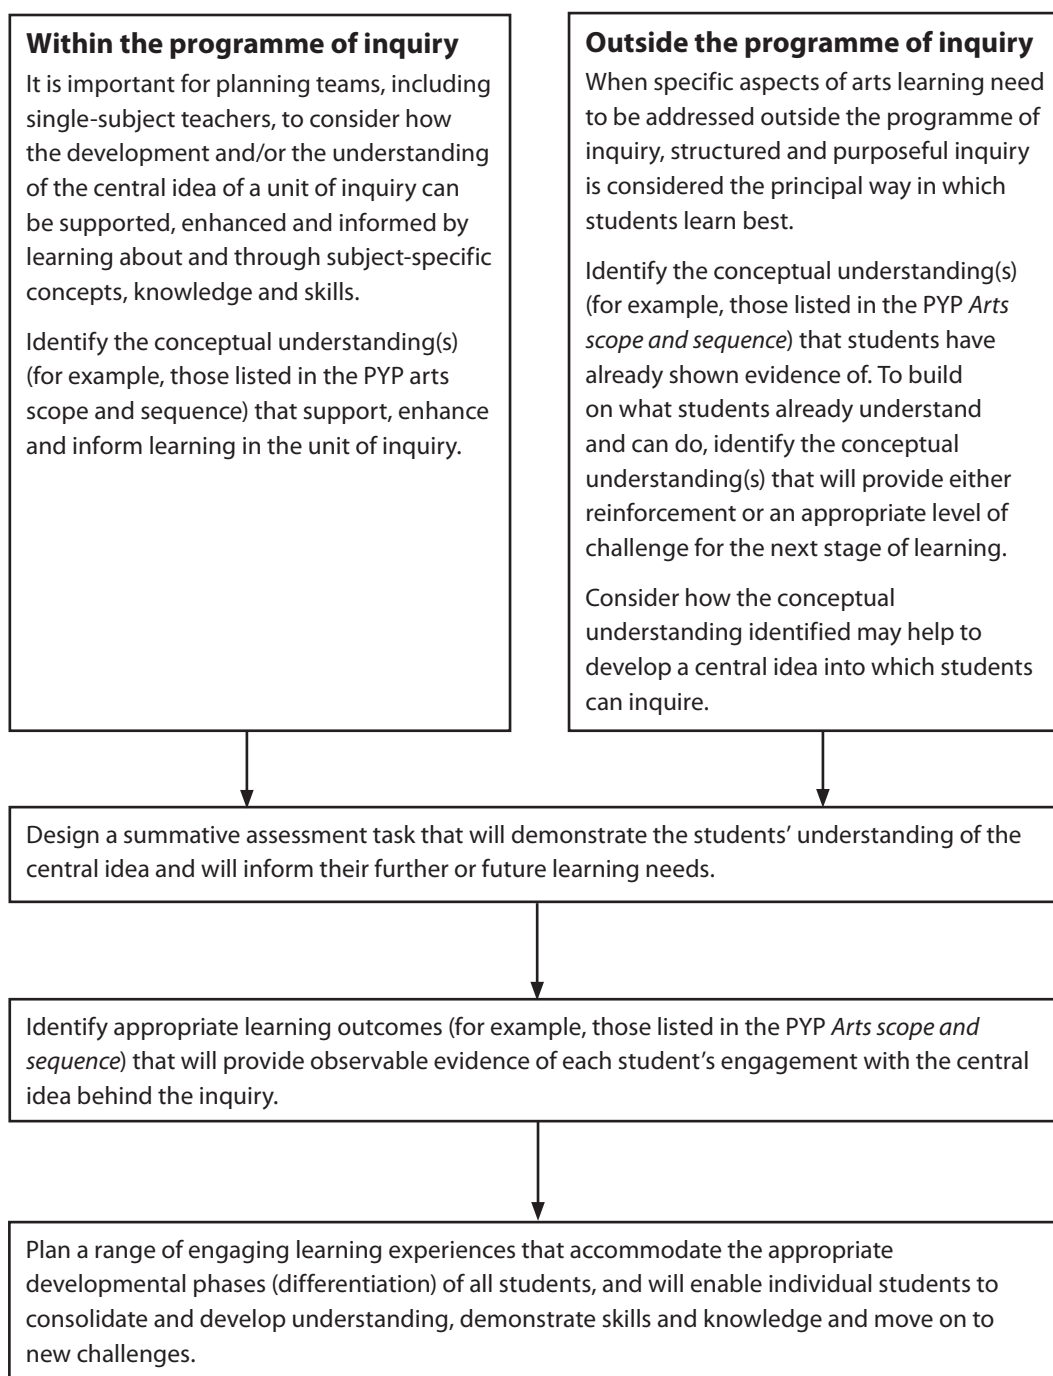 Within the programme of inquiry
It is important for planning teams, including
single-subject teachers, to consider how
the development and/or the understanding
of the central idea of a unit of inquiry can
be supported, enhanced and informed by
learning about and through subject-specific
concepts, knowledge and skills.
Identify the conceptual understanding(s)
(for example, those listed in the PYP arts
scope and sequence) that support, enhance
and inform learning in the unit of inquiry.
Outside the programme of inquiry
When specific aspects of arts learning need
to be addressed outside the programme of
inquiry, structured and purposeful inquiry
is considered the principal way in which
students learn best.
Identify the conceptual understanding(s)
(for example, those listed in the PYP Arts
scope and sequence) that students have
already shown evidence of. To build
on what students already understand
and can do, identify the conceptual
understanding(s) that will provide either
reinforcement or an appropriate level of
challenge for the next stage of learning.
Consider how the conceptual
understanding identified may help to
develop a central idea into which students
can inquire.
Design a summative assessment task that will demonstrate the students’ understanding of the
central idea and will inform their further or future learning needs.
Identify appropriate learning outcomes (for example, those listed in the PYP Arts scope and
sequence) that will provide observable evidence of each student’s engagement with the central
idea behind the inquiry.
Plan a range of engaging learning experiences that accommodate the appropriate
developmental phases (differentiation) of all students, and will enable individual students to
consolidate and develop understanding, demonstrate skills and knowledge and move on to
new challenges.